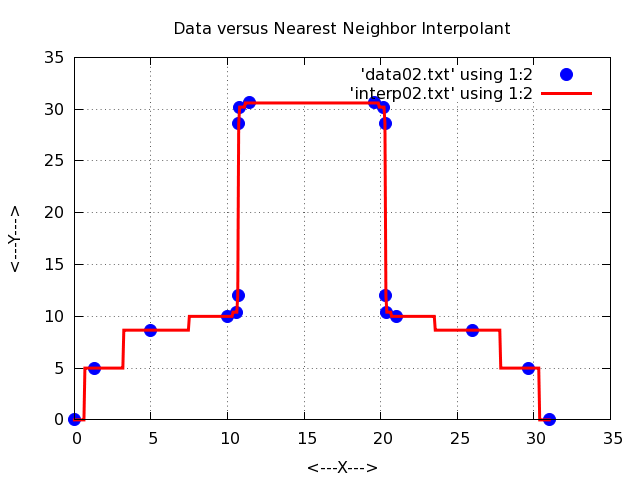 Data versus Nearest Neighbor Interpolant
'data02.txt' using 1:2
'interp02.txt' using 1:2
35
30
25
20
15
10
5
0
<---Y--->
0 5 10 15 20 25 30 35
<---X--->